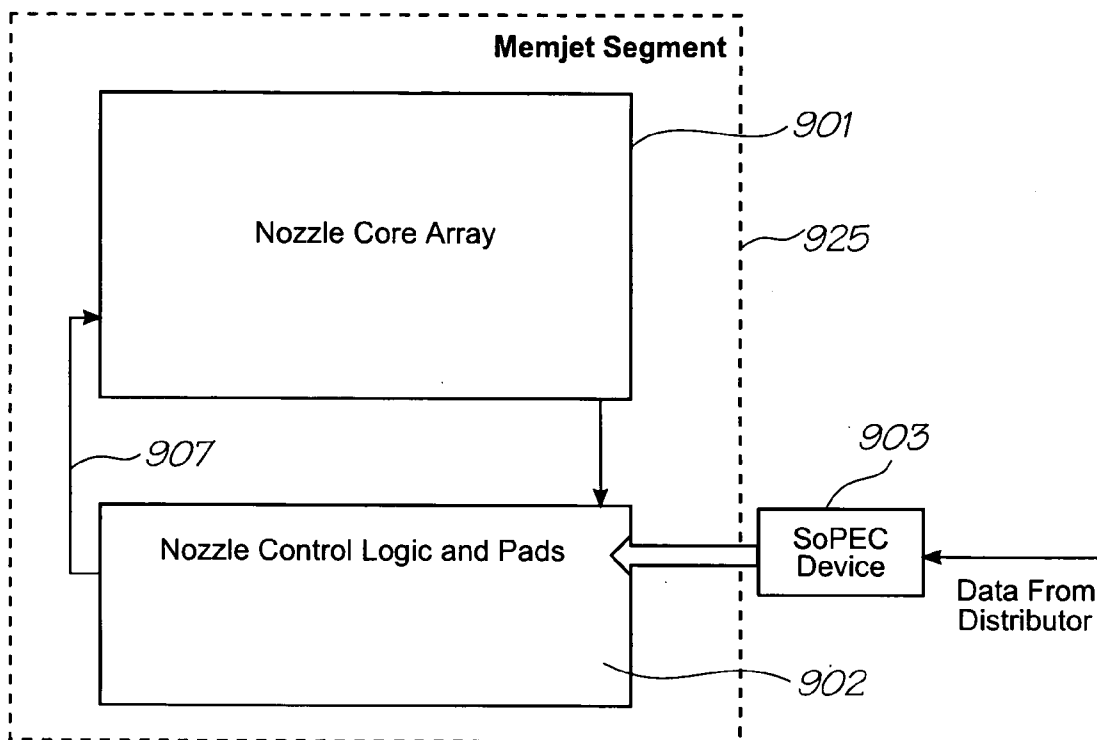 Memjet Segment
901
Nozzle Core Array
925
907
903
Nozzle Control Logic and Pads
SoPEC
Device
Data From
Distributor
902